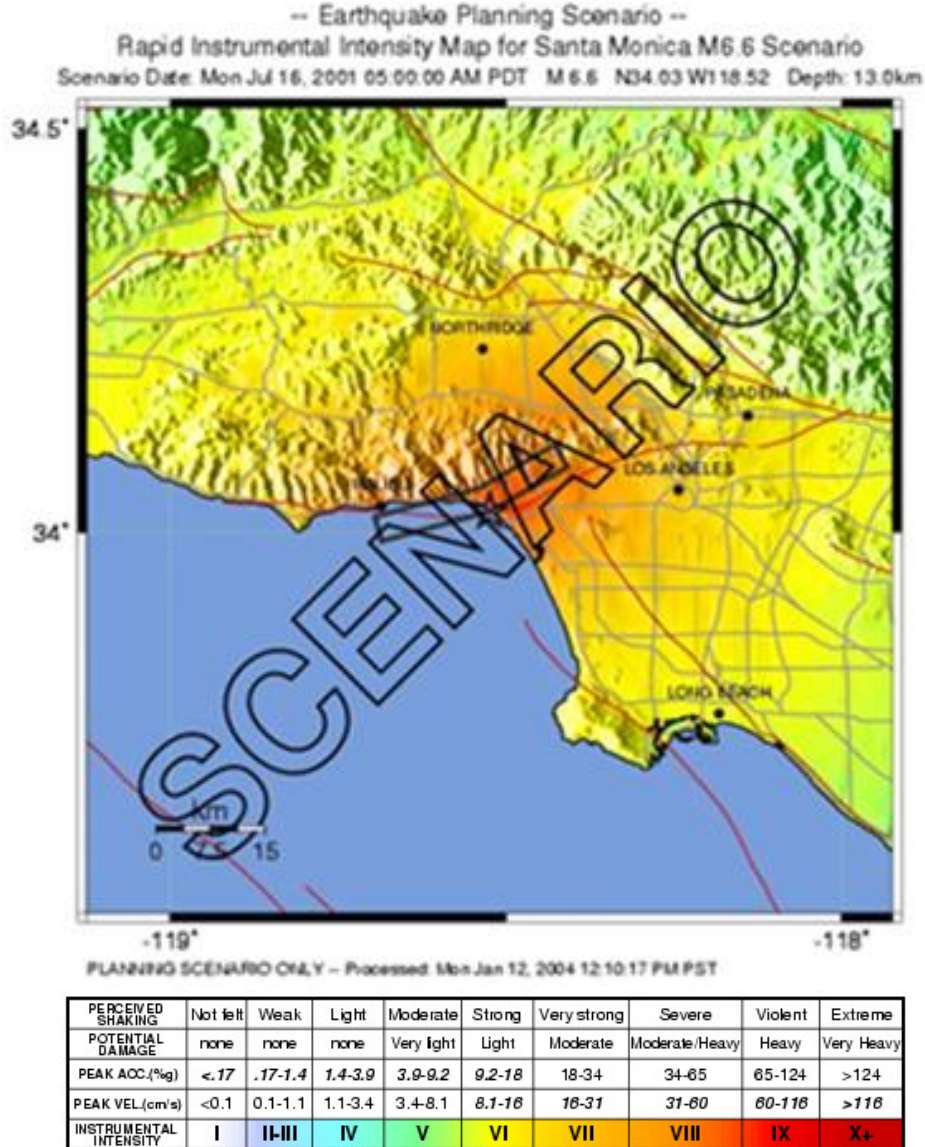 -- Earthquake Planning Scenario --
Rapid Instrumental Intensity Map for Santa Monica M6.6 Scenario
Scenario Date: Mon Jul 16, 2001 05:00:00 AM PDT M 6.6 N34.03 W118.52 Depth: 13.0km
34.5°
NORTHRIDGE
PASADENA
LOS ANGELES
34°
LONG BEACH
SCENARIO
km
0 7.5 15
-119° -118°
PLANNING SCENARIO ONLY -- Processed: Mon Jan 12, 2004 12:10:17 PM PST
PERCEIVED SHAKING Not felt Weak Light Moderate Strong Very strong Severe Violent Extreme
POTENTIAL DAMAGE none none none Very light Light Moderate Moderate/Heavy Heavy Very Heavy
PEAK ACC.(%g) <.17 .17-1.4 1.4-3.9 3.9-9.2 9.2-18 18-34 34-65 65-124 >124
PEAK VEL.(cm/s) <0.1 0.1-1.1 1.1-3.4 3.4-8.1 8.1-16 16-31 31-60 60-116 >116
INSTRUMENTAL INTENSITY I II-III IV V VI VII VIII IX X+